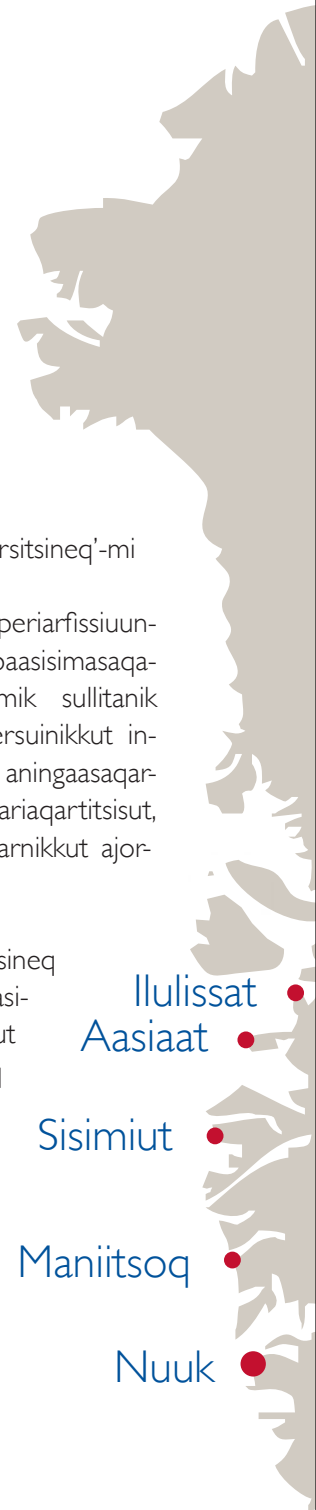 rsitsineq'-mi
periarfissiuun-
paasisimasaqa-
mik sullitanik
ersuinikkut in-
aningaasaqar-
ariaqartitsisut,
arnikkut ajor-
sineq
asi-
ut
Ilulissat
Aasiaat
Sisimiut
Maniitsoq
Nuuk